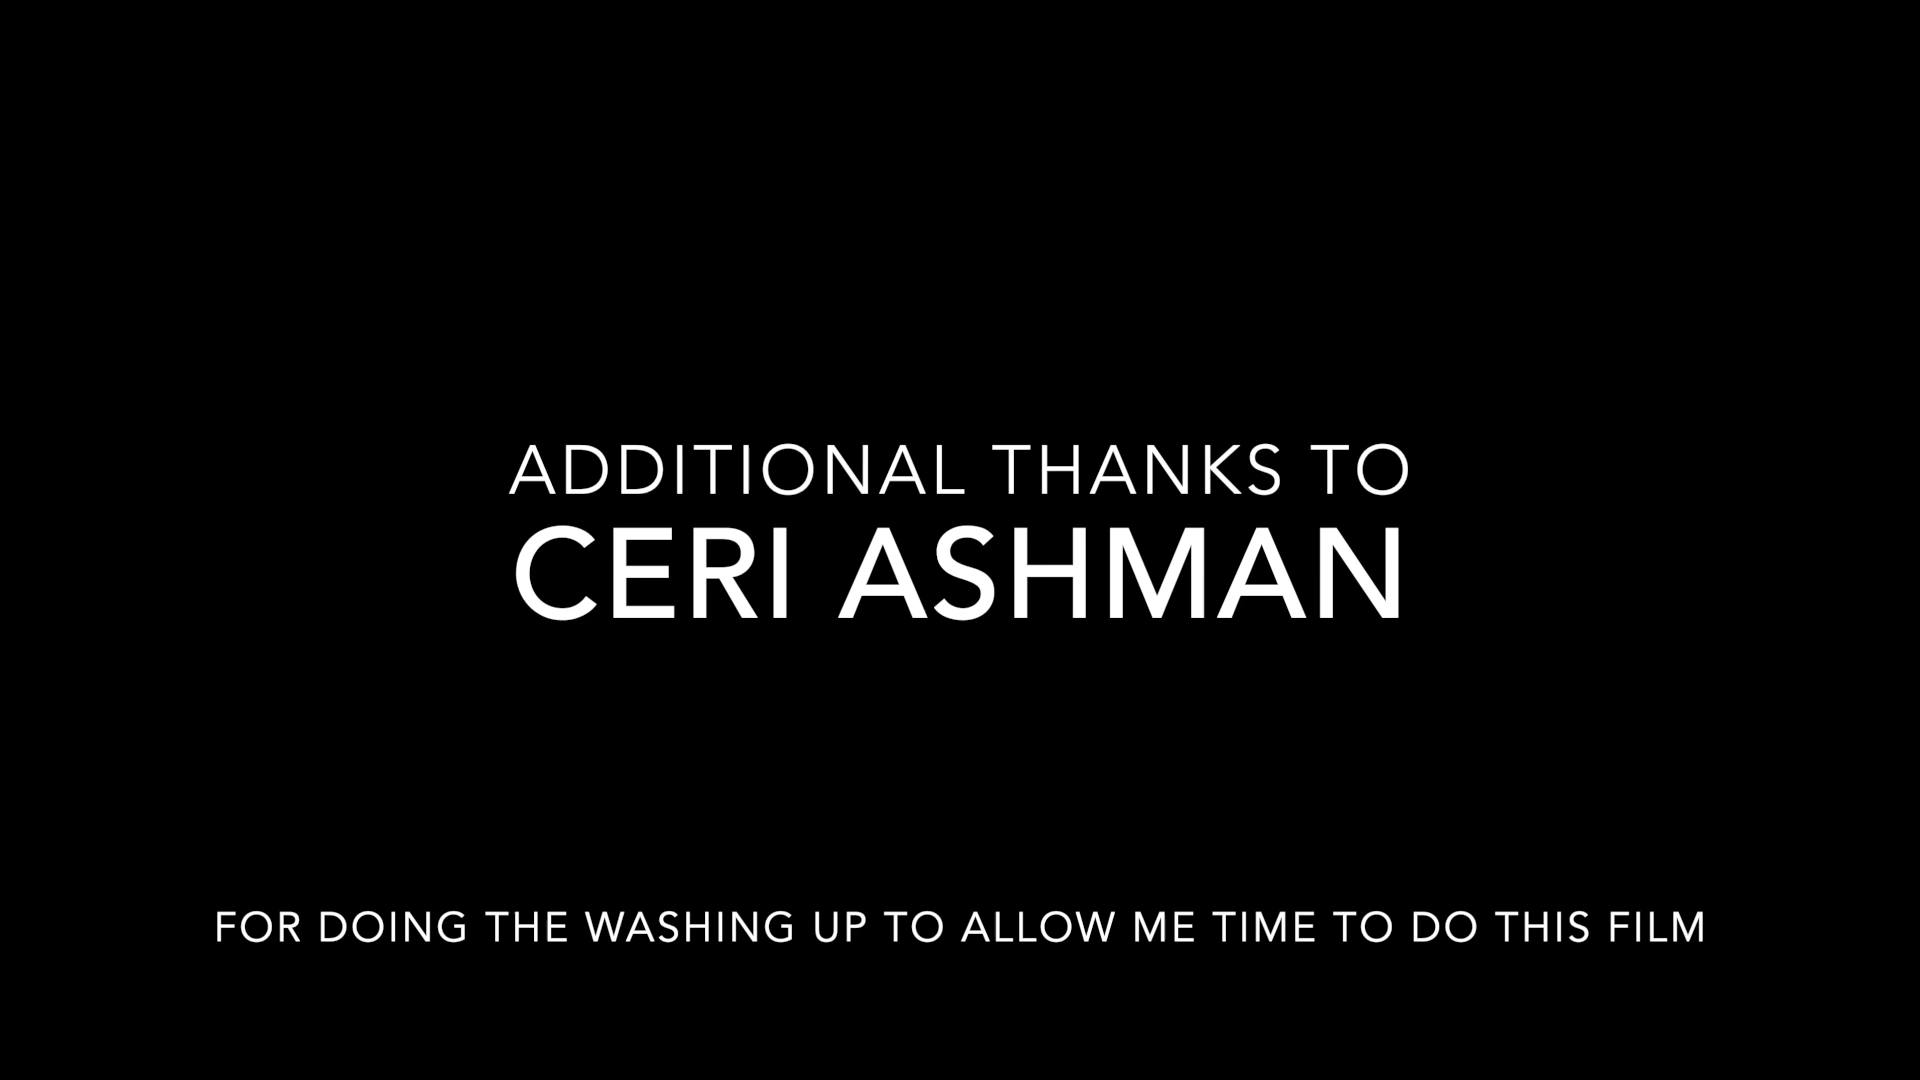 ADDITIONAL THANKS TO
CERI ASHMAN
FOR DOING THE WASHING UP TO ALLOW ME TIME TO DO THIS FILM